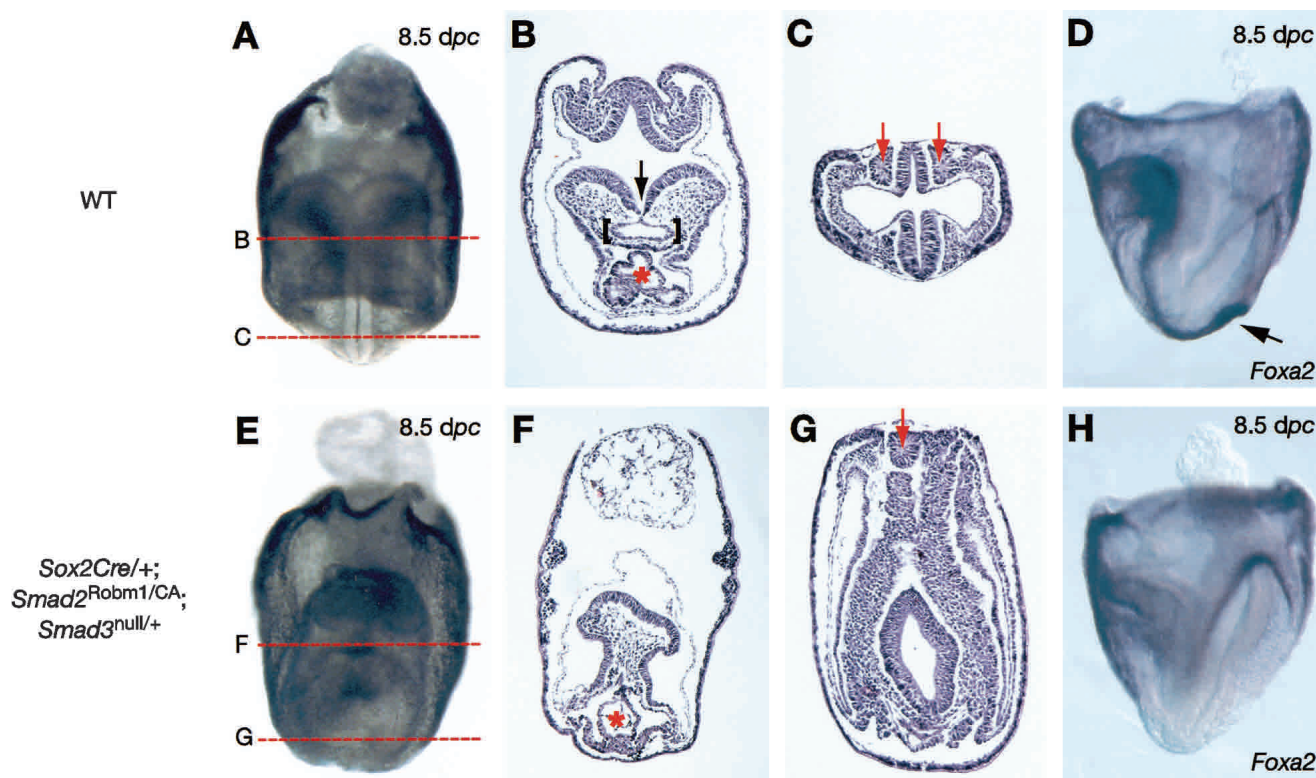 A
8.5 dpc
B
C
D
8.5 dpc
WT
[ ]
*
B
C
Foxa2
E
8.5 dpc
F
G
H
8.5 dpc
Sox2Cre/+;
Smad2Robm1/CA;
Smad3null/+
F
*
G
Foxa2